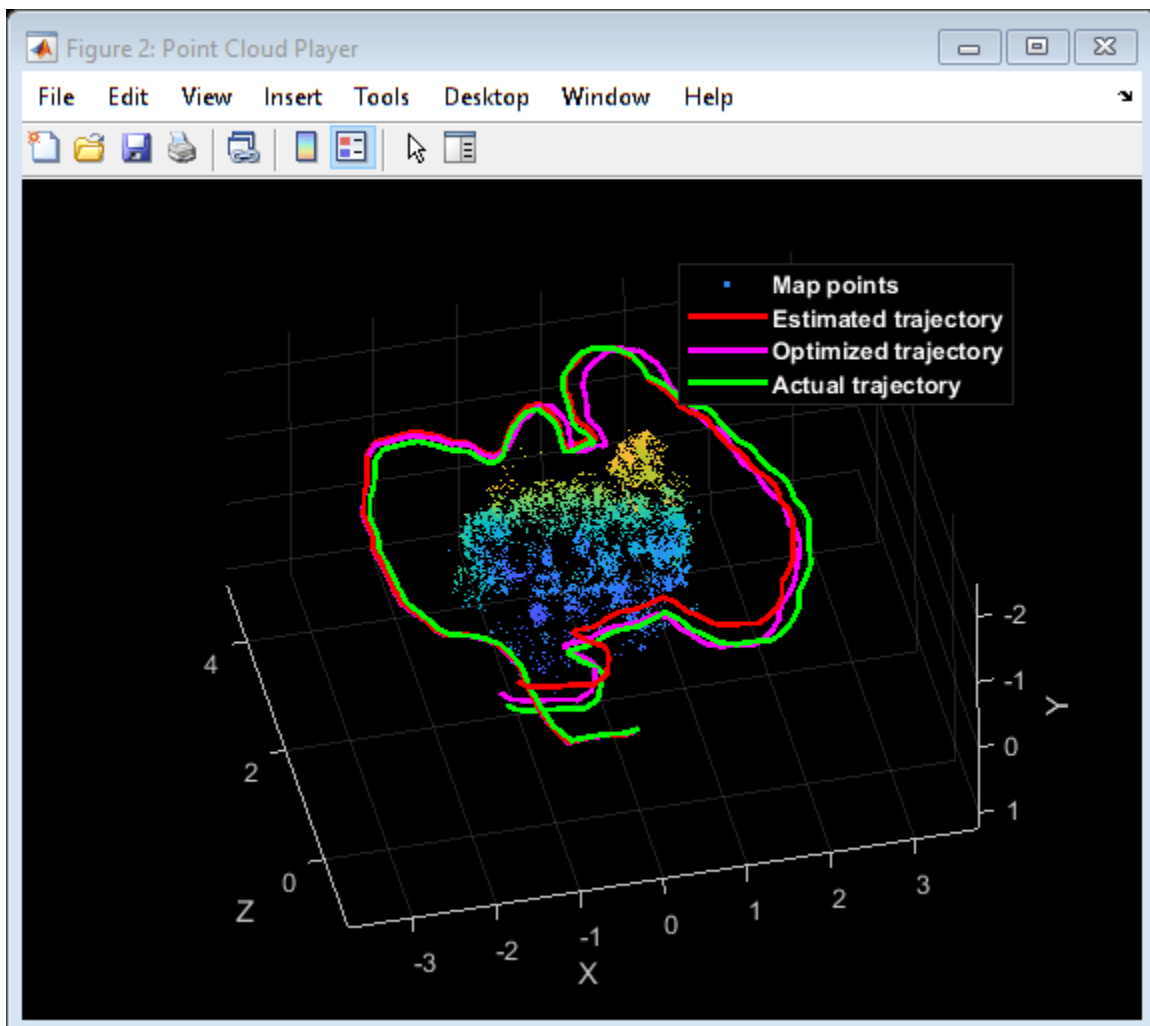 Figure 2: Point Cloud Player
File Edit View Insert Tools Desktop Window Help
Map points
Estimated trajectory
Optimized trajectory
Actual trajectory
4
2
0
Z
-3
-2
-1
0
1
2
3
X
-2
-1
0
1
Y